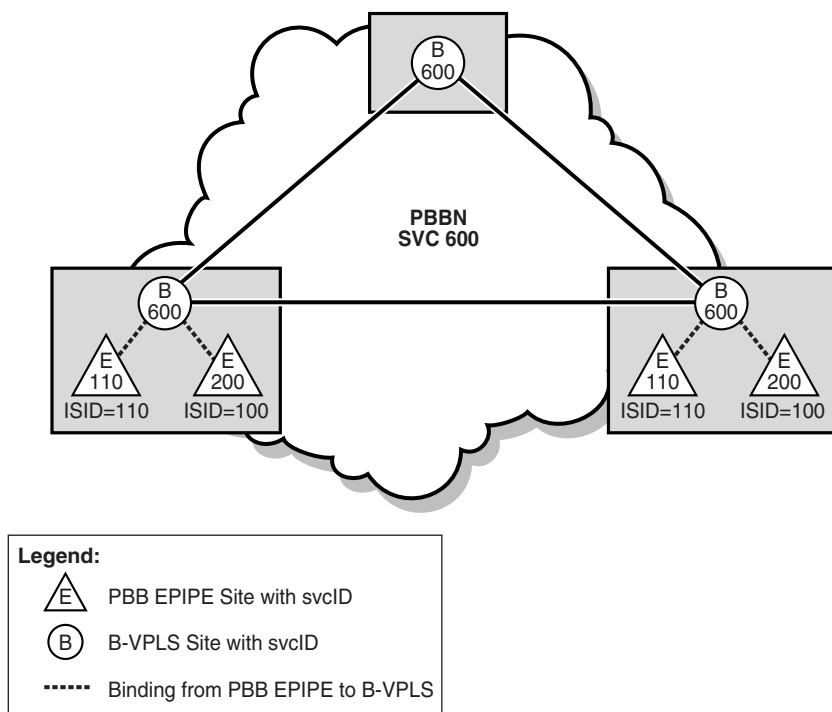 B
600
PBBN
SVC 600
B
600
B
600
E
110
E
200
E
110
E
200
ISID=110
ISID=100
ISID=110
ISID=100
Legend:
E PBB EPIPE Site with svcID
B B-VPLS Site with svcID
Binding from PBB EPIPE to B-VPLS